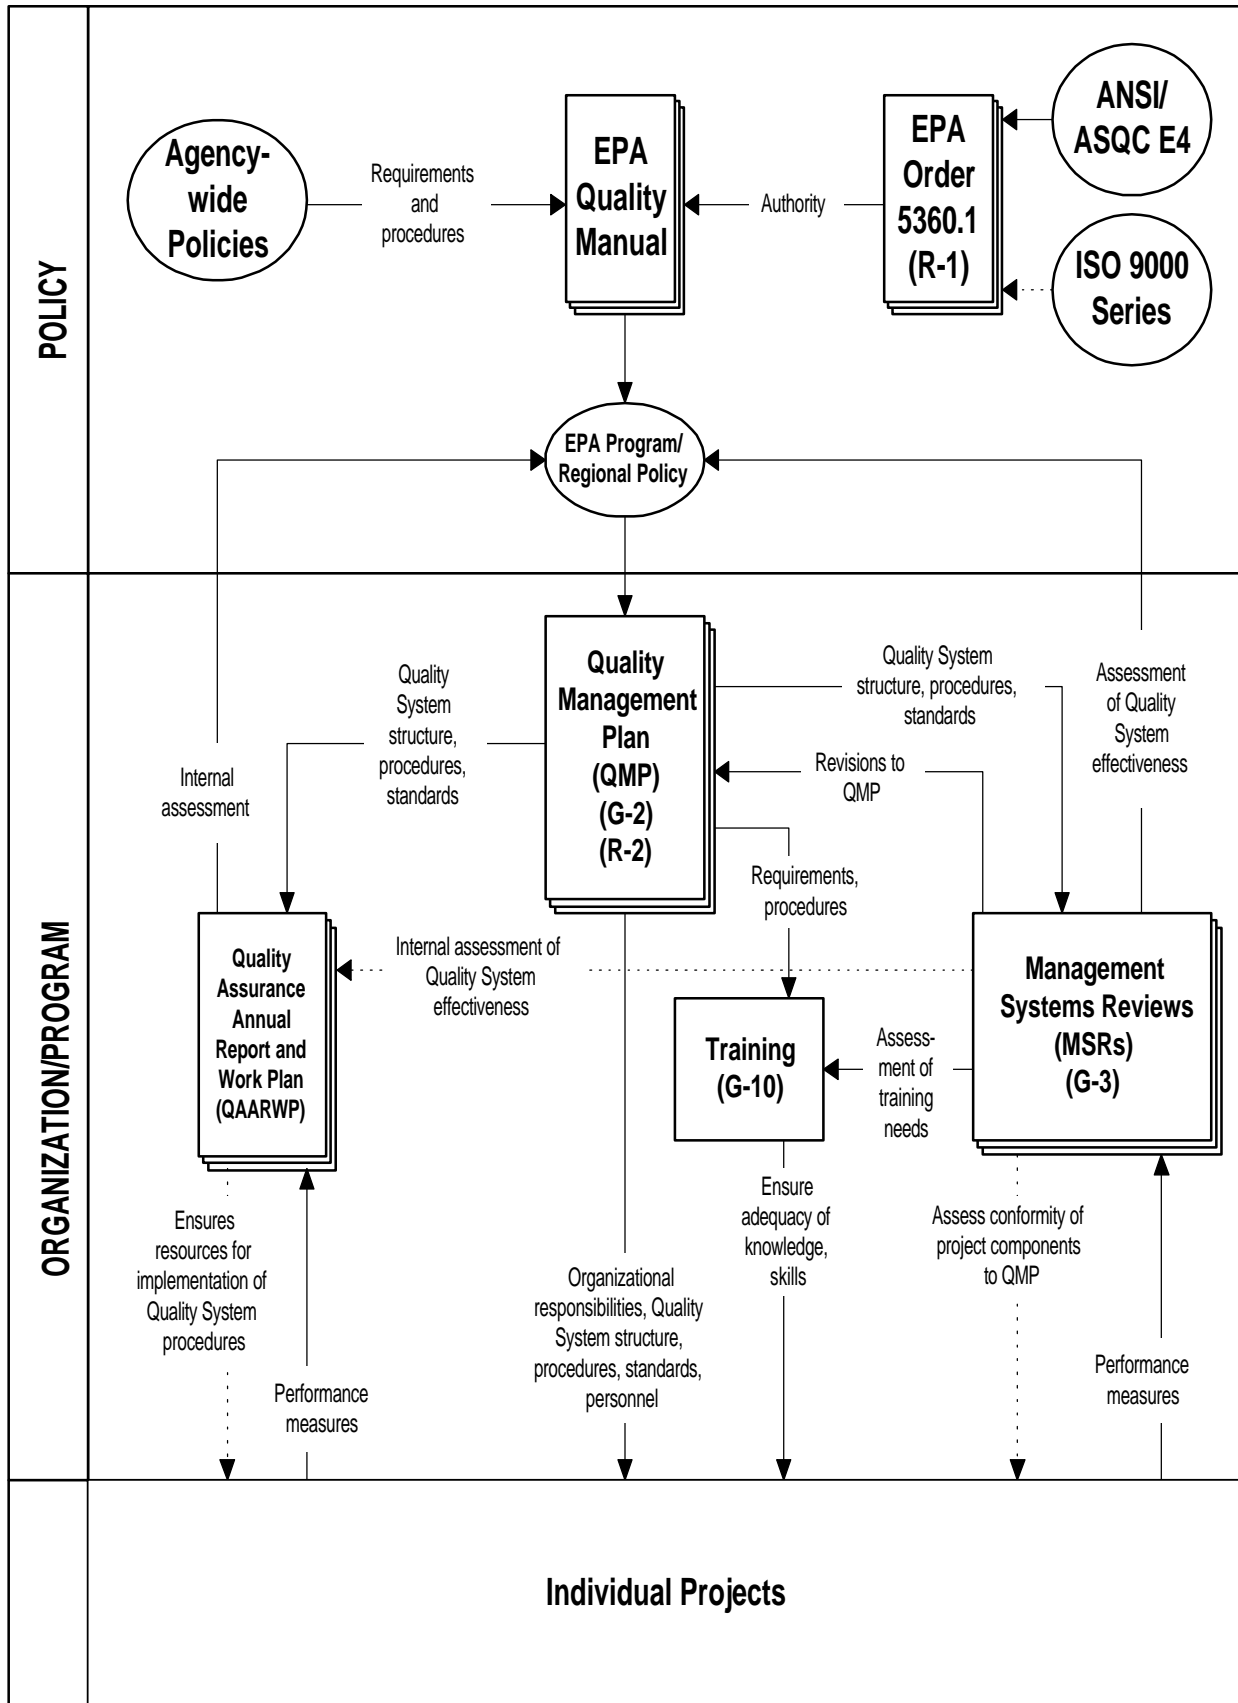 POLICY
Agency-
wide
Policies
Requirements
and
procedures
EPA
Quality
Manual
Authority
EPA
Order
5360.1
(R-1)
ANSI/
ASQC E4
ISO 9000
Series
EPA Program/
Regional Policy
ORGANIZATION/PROGRAM
Internal
assessment
Quality
System
structure,
procedures,
standards
Quality
Management
Plan
(QMP)
(G-2)
(R-2)
Quality System
structure, procedures,
standards
Revisions to
QMP
Assessment
of Quality
System
effectiveness
Requirements,
procedures
Quality
Assurance
Annual
Report and
Work Plan
(QAARWP)
Internal assessment of
Quality System
effectiveness
Training
(G-10)
Assess-
ment of
training
needs
Management
Systems Reviews
(MSRs)
(G-3)
Ensures
resources for
implementation of
Quality System
procedures
Performance
measures
Organizational
responsibilities, Quality
System structure,
procedures, standards,
personnel
Ensure
adequacy of
knowledge,
skills
Assess conformity of
project components
to QMP
Performance
measures
Individual Projects